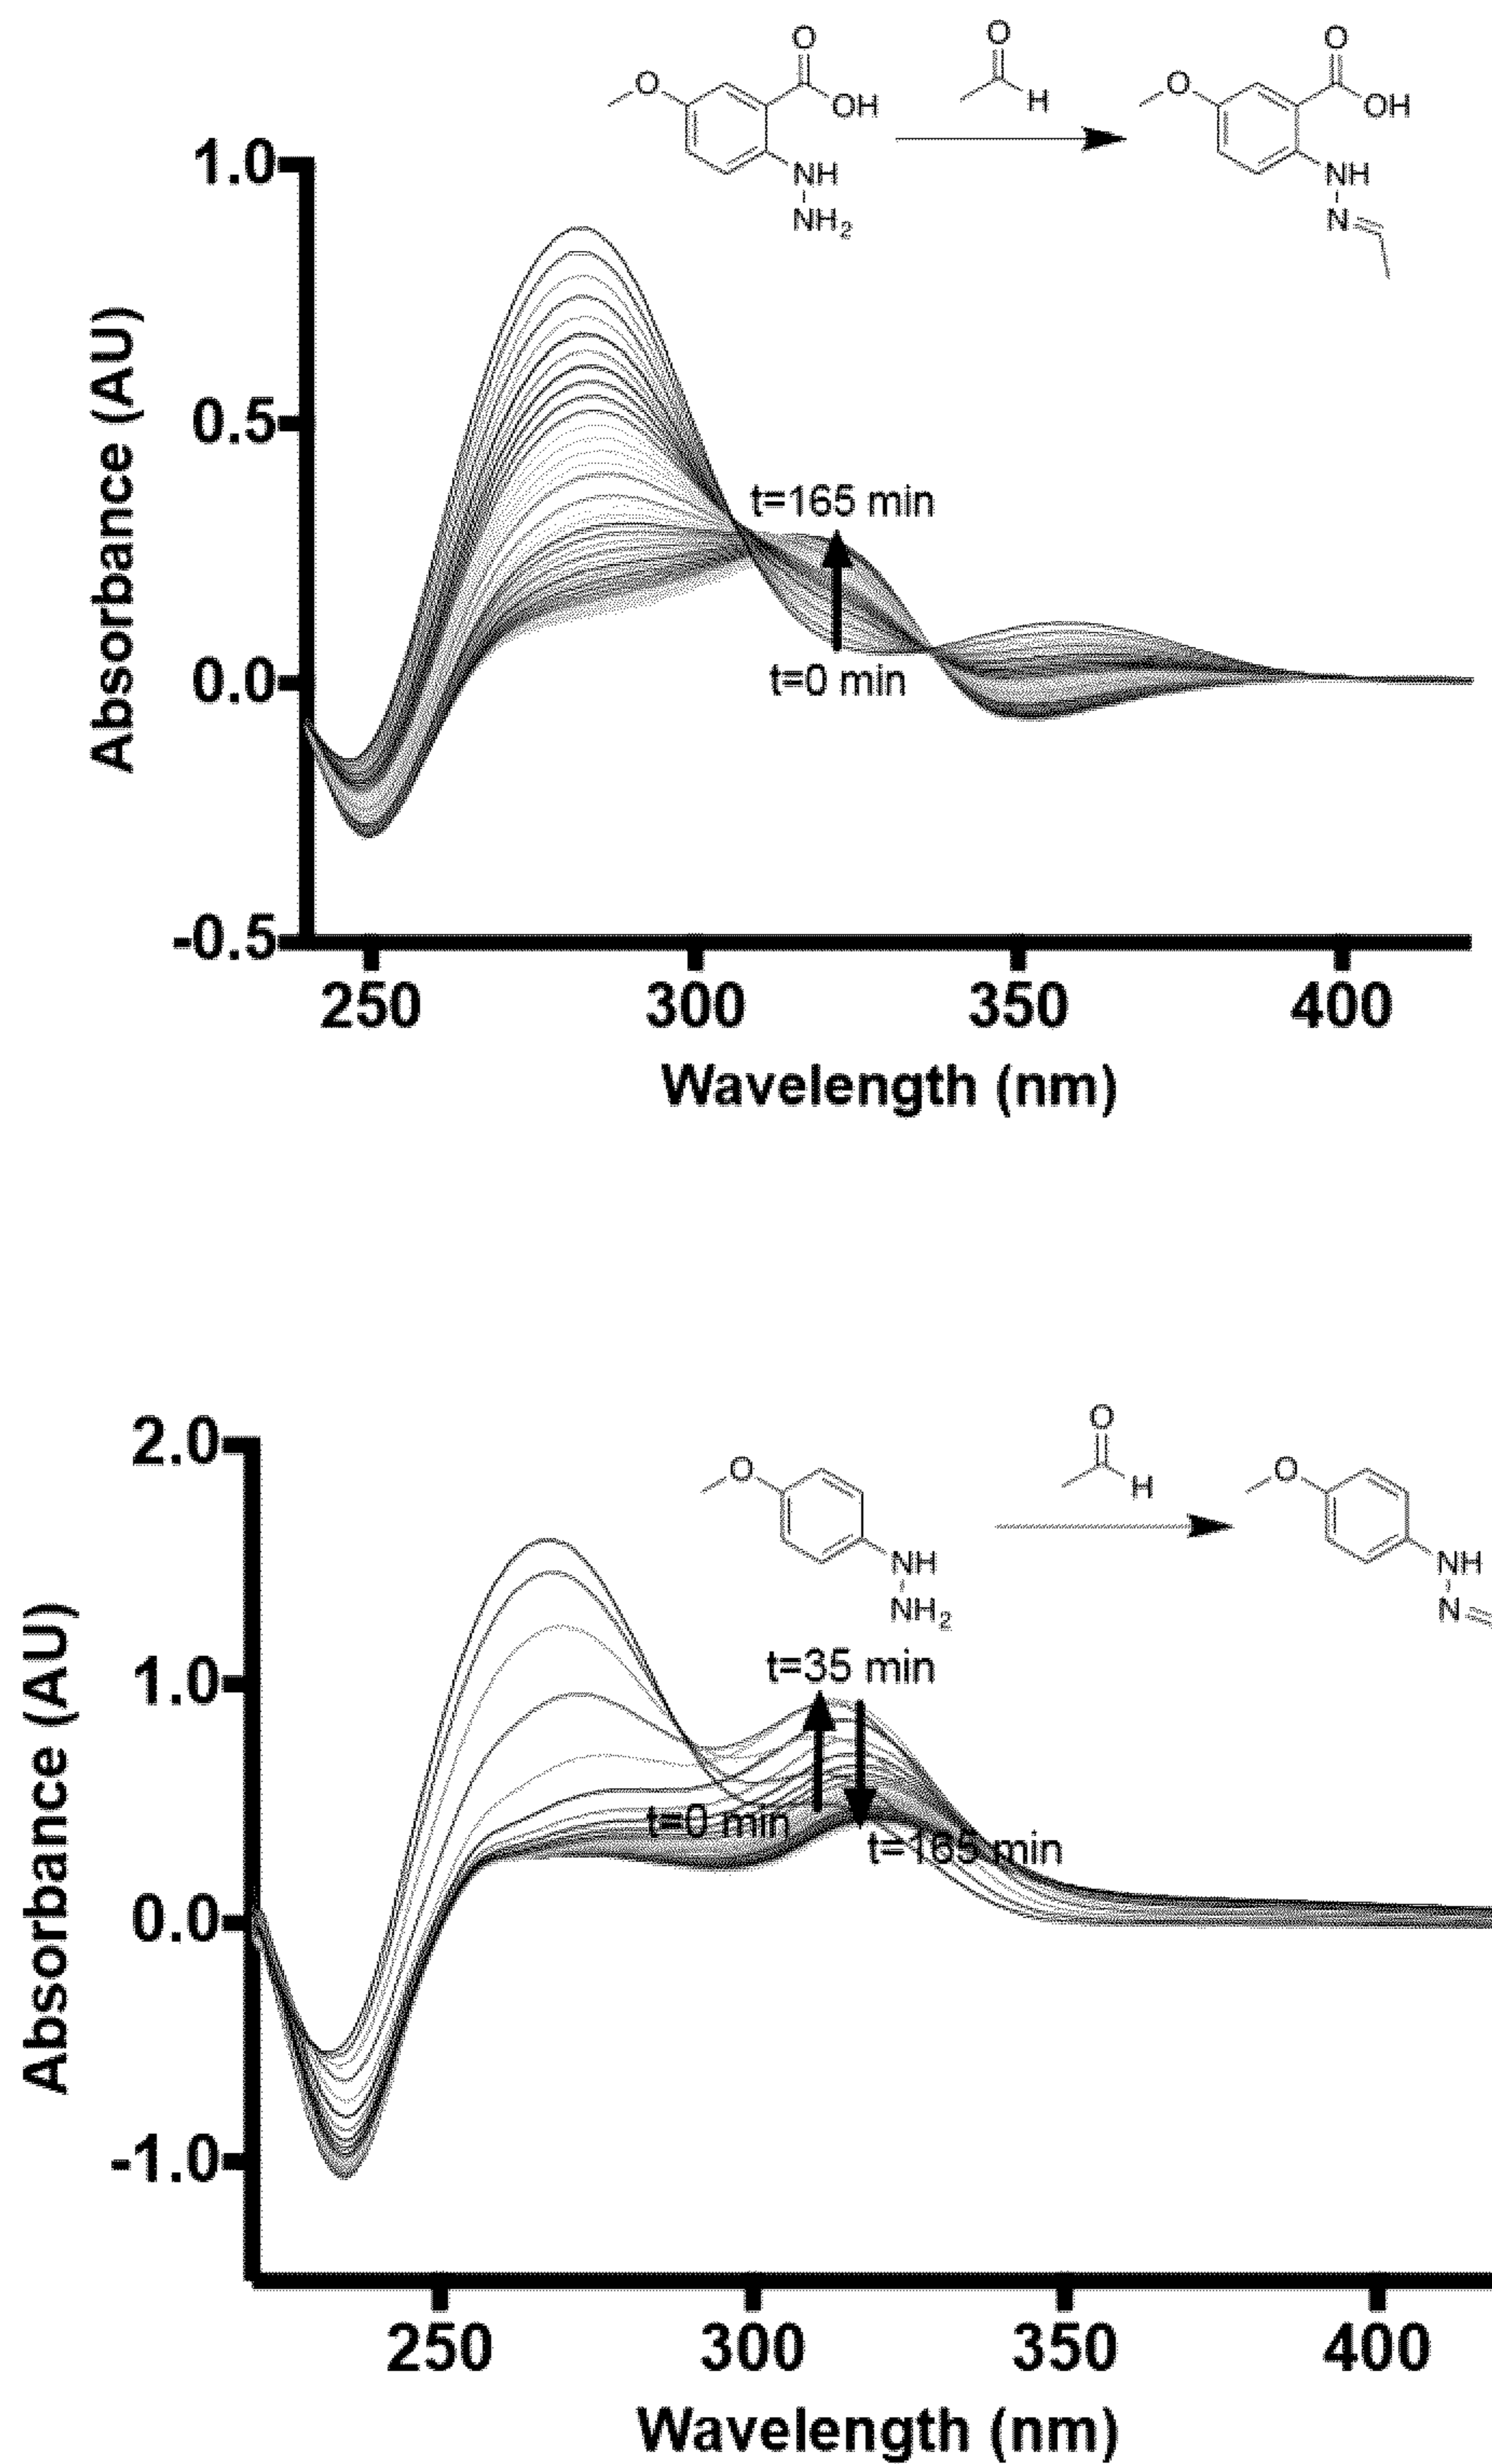 O
O
O
O
OH
H
O
OH
NH
NH
NH2
N
1.0
0.5
0.0
-0.5
Absorbance (AU)
t=165 min
t=0 min
250 300 350 400
Wavelength (nm)
O
O
H
O
NH
NH
NH2
N
2.0
1.0
0.0
-1.0
Absorbance (AU)
t=35 min
t=0 min
t=165 min
250 300 350 400
Wavelength (nm)